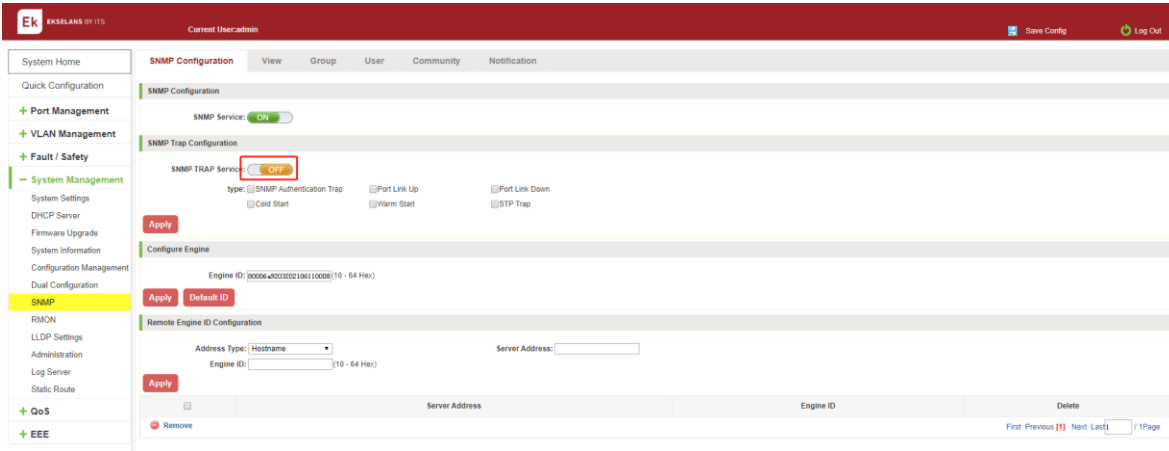 Ek EKSELANS BY ITS
Current User:admin
Save Config
Log Out
System Home
Quick Configuration
+ Port Management
+ VLAN Management
+ Fault / Safety
− System Management
System Settings
DHCP Server
Firmware Upgrade
System Information
Configuration Management
Dual Configuration
SNMP
RMON
LLDP Settings
Administration
Log Server
Static Route
+ QoS
+ EEE
SNMP Configuration View Group User Community Notification
SNMP Configuration
SNMP Service: ON
SNMP Trap Configuration
SNMP TRAP Service: OFF
type: SNMP Authentication Trap Port Link Up Port Link Down
Cold Start Warm Start STP Trap
Apply
Configure Engine
Engine ID: (10 - 64 Hex)
Apply Default ID
Remote Engine ID Configuration
Address Type: Hostname Server Address:
Engine ID: (10 - 64 Hex)
Apply
Server Address Engine ID Delete
Remove First Previous [1] Next Last 1 / 1Page